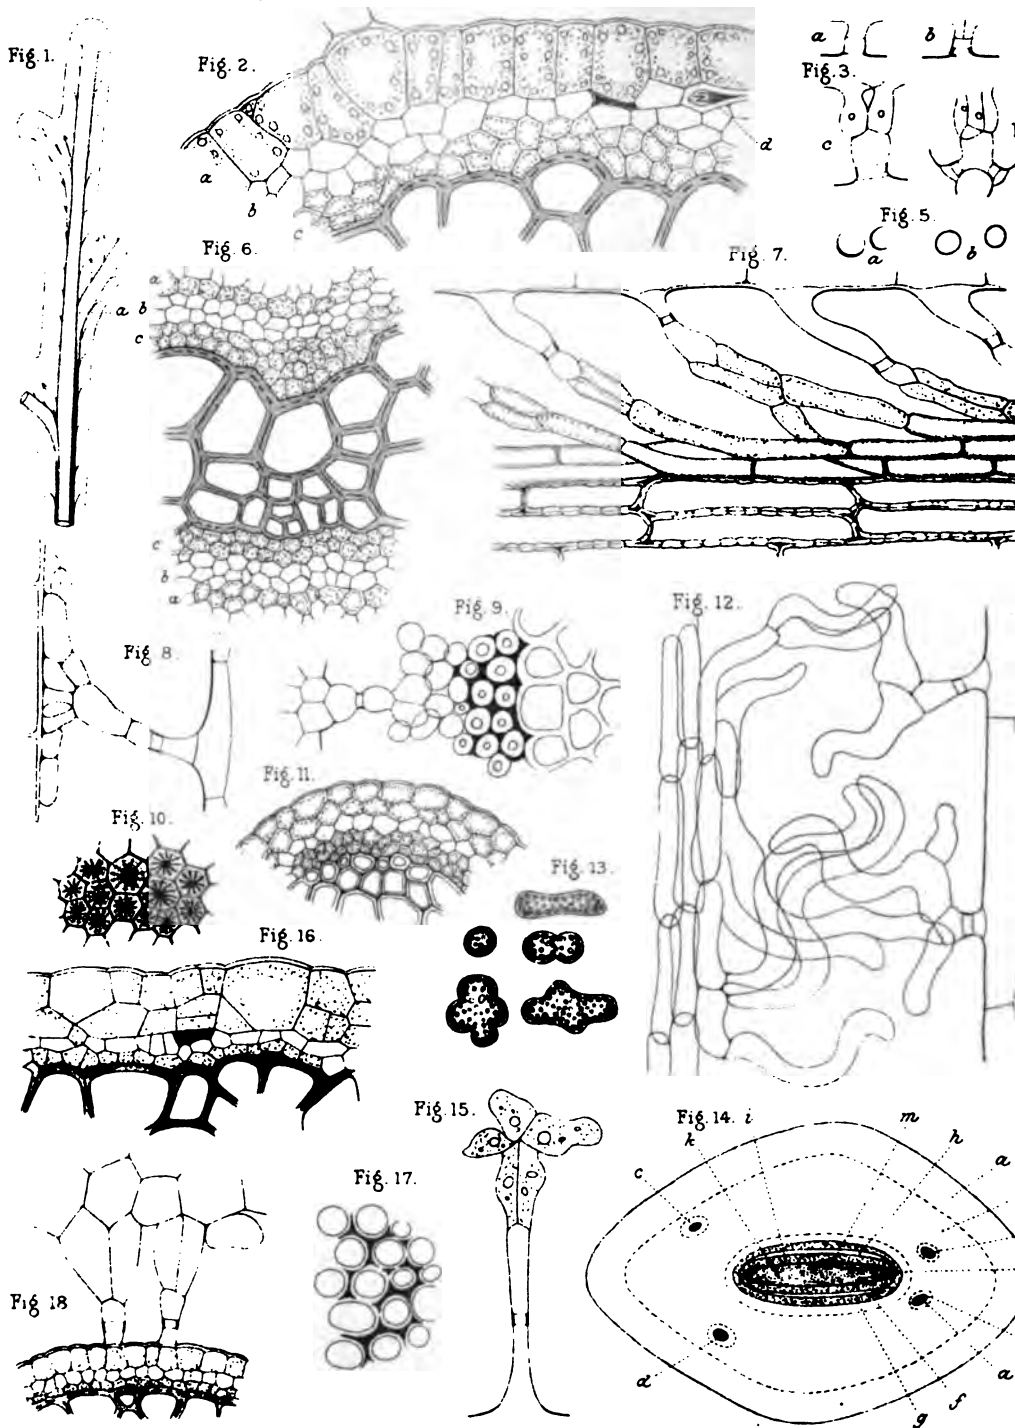 Fig. 1.
a
Fig. 2.
a
b
c
d
a
b
Fig. 3.
c
Fig. 5.
a
b
Fig. 6.
a
b
c
c
b
a
Fig. 7.
Fig. 8.
Fig. 9.
Fig. 10.
Fig. 11.
Fig. 12.
Fig. 13.
Fig. 16.
Fig. 15.
Fig. 14.
i
k
m
h
a
c
d
a
f
g
Fig. 17.
Fig 18